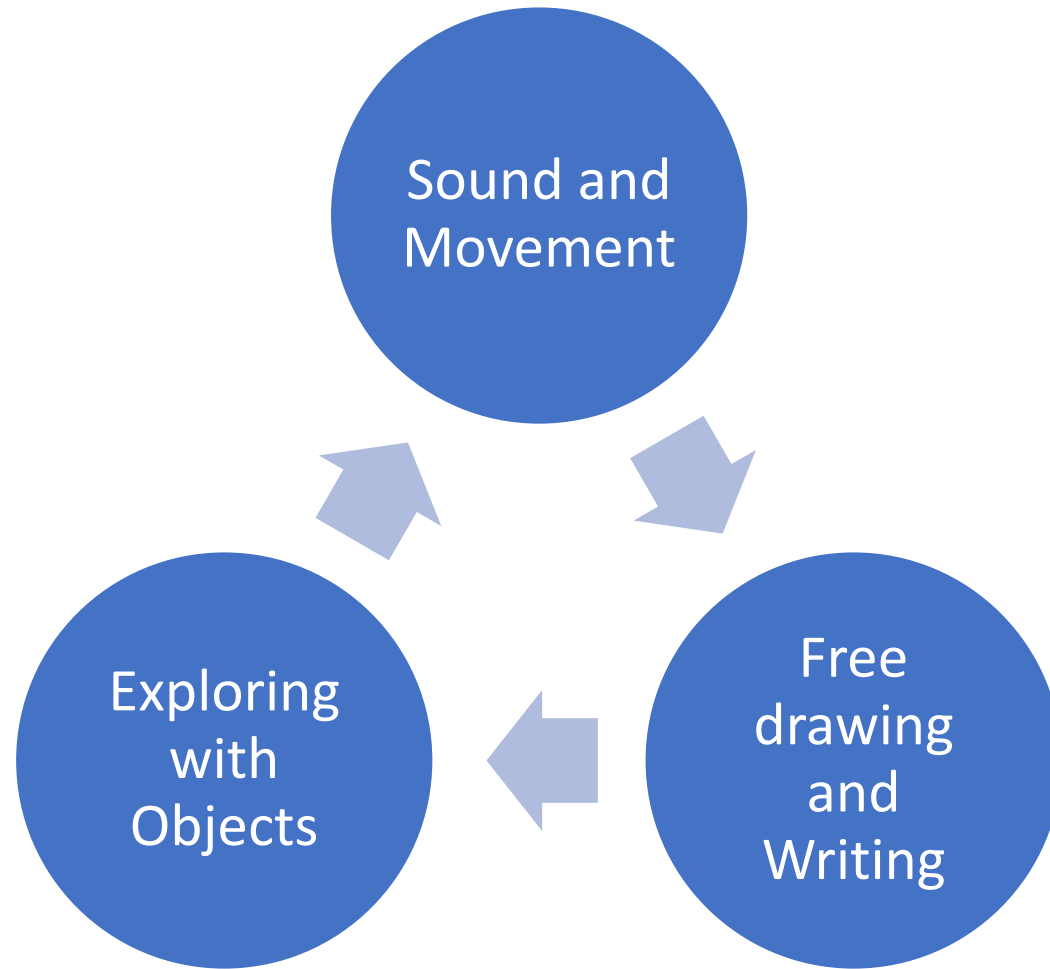 Sound and
Movement
Free
drawing
and
Writing
Exploring
with
Objects